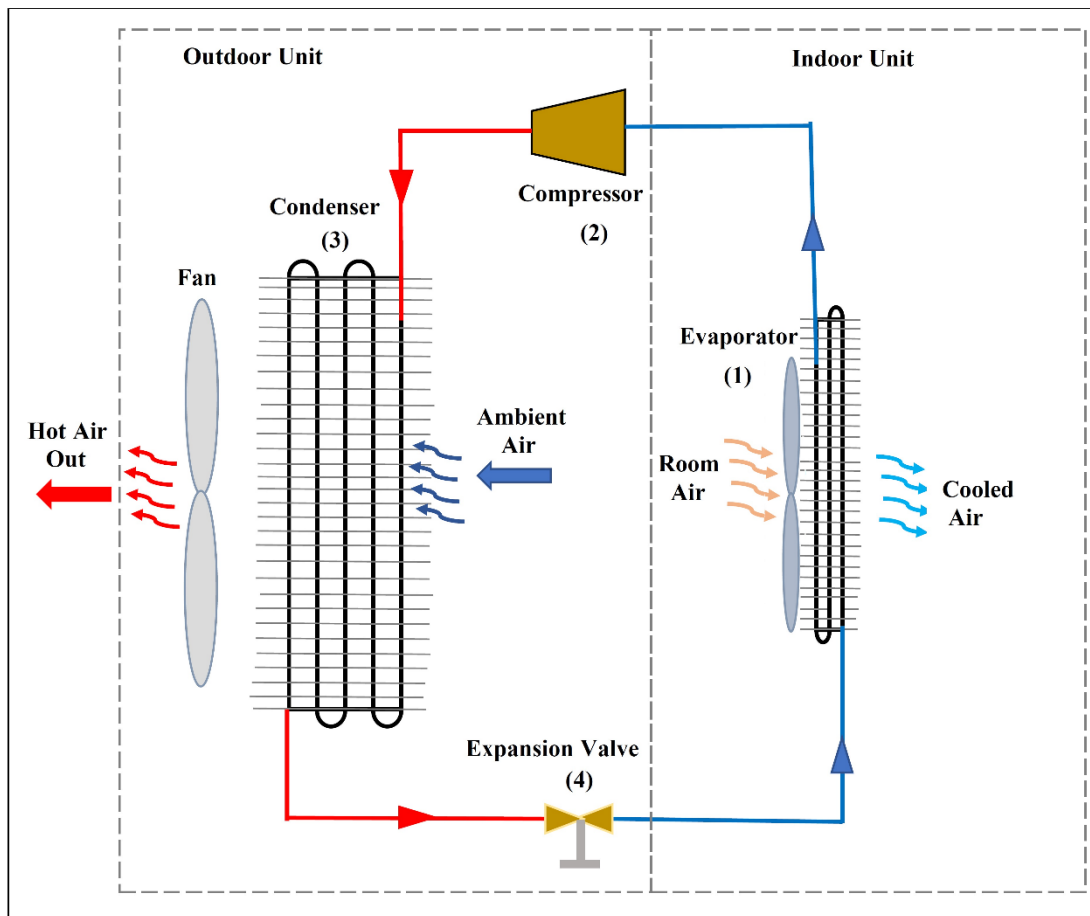 Outdoor Unit
Indoor Unit
Compressor
(2)
Condenser
(3)
Fan
Evaporator
(1)
Hot Air
Out
Ambient
Air
Room
Air
Cooled
Air
Expansion Valve
(4)